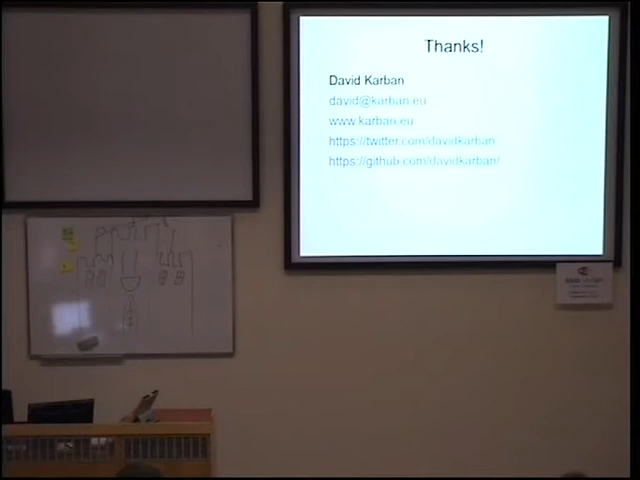 Thanks!
David Karban
david@karban.eu
www.karban.eu
https://twitter.com/davidkarban
https://github.com/davidkarban/